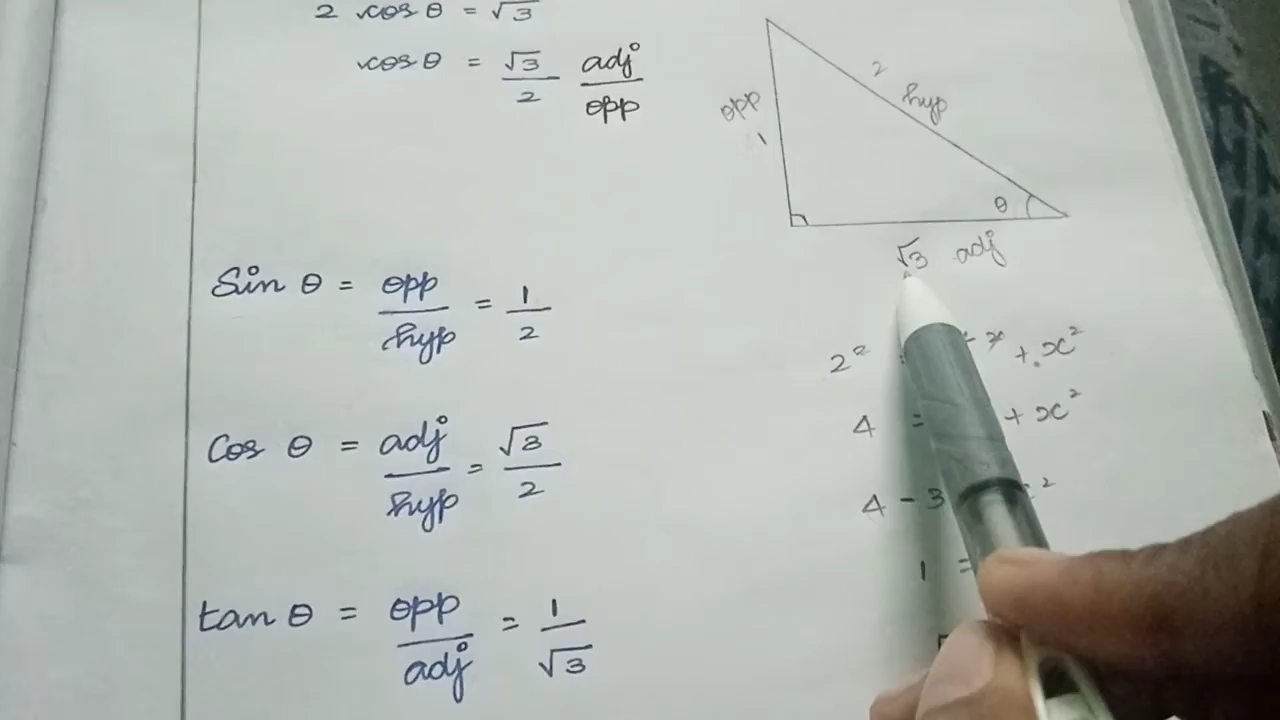 2 cos θ = √3
cos θ = √3/2 adj/opp
2
hyp
opp
1
θ
√3 adj
Sin θ = opp/hyp = 1/2
Cos θ = adj/hyp = √3/2
tan θ = opp/adj = 1/√3
2² + x²
4 = + x²
4 - 3 ²
1 =